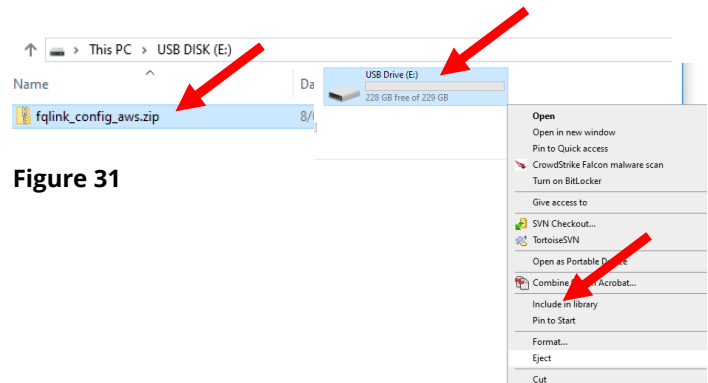 This PC > USB DISK (E:)
Name
Da
fqlink_config_aws.zip
8/
Figure 31
USB Drive (E:)
228 GB free of 229 GB
Open
Open in new window
Pin to Quick access
CrowdStrike Falcon malware scan
Turn on BitLocker
Give access to
SVN Checkout...
TortoiseSVN
Open as Portable
Combine Acrobat...
Include in library
Pin to Start
Format...
Eject
Cut